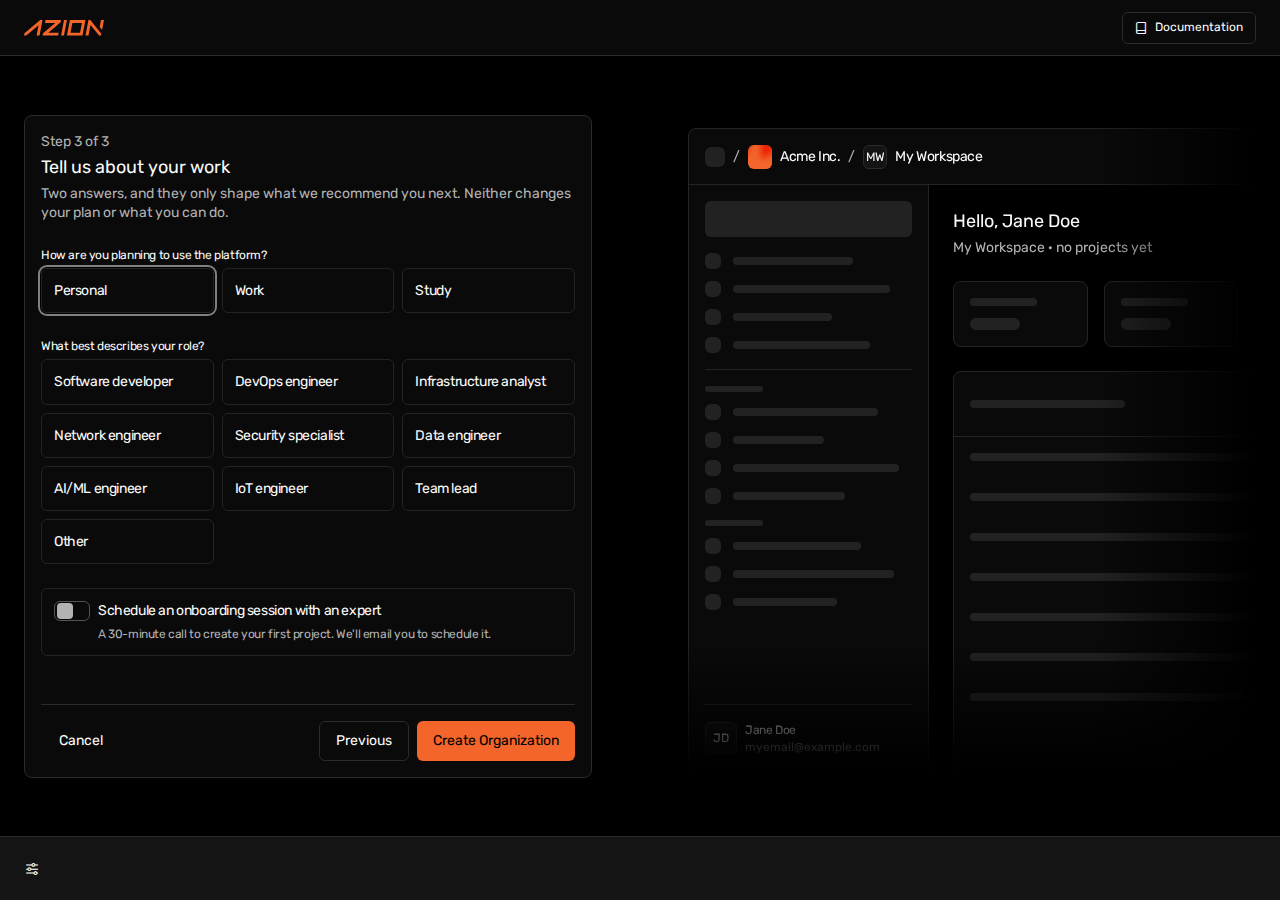 AZION
Documentation
Step 3 of 3
Tell us about your work
Two answers, and they only shape what we recommend you next. Neither changes
your plan or what you can do.
How are you planning to use the platform?
Personal
Work
Study
What best describes your role?
Software developer
DevOps engineer
Infrastructure analyst
Network engineer
Security specialist
Data engineer
AI/ML engineer
IoT engineer
Team lead
Other
Schedule an onboarding session with an expert
A 30-minute call to create your first project. We'll email you to schedule it.
Cancel
Previous
Create Organization
/ Acme Inc. / MW My Workspace
Hello, Jane Doe
My Workspace • no projects yet
JD
Jane Doe
myemail@example.com